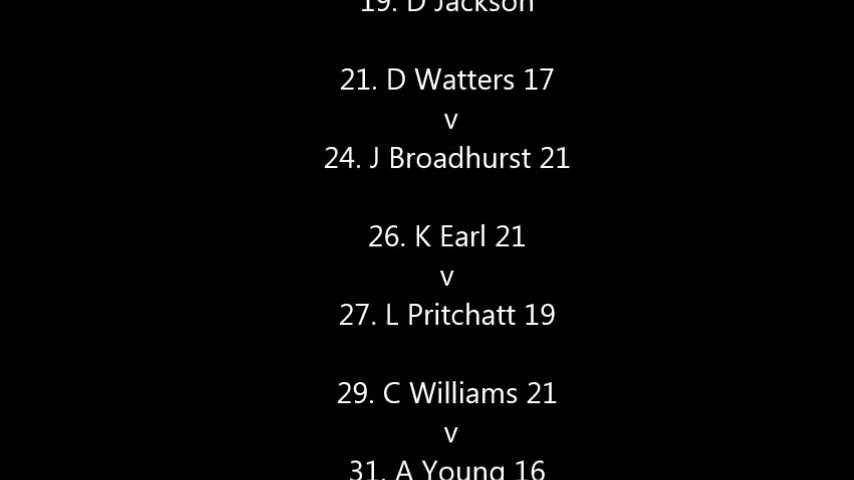 19. D Jackson
21. D Watters 17
v
24. J Broadhurst 21
26. K Earl 21
v
27. L Pritchatt 19
29. C Williams 21
v
31. A Young 16